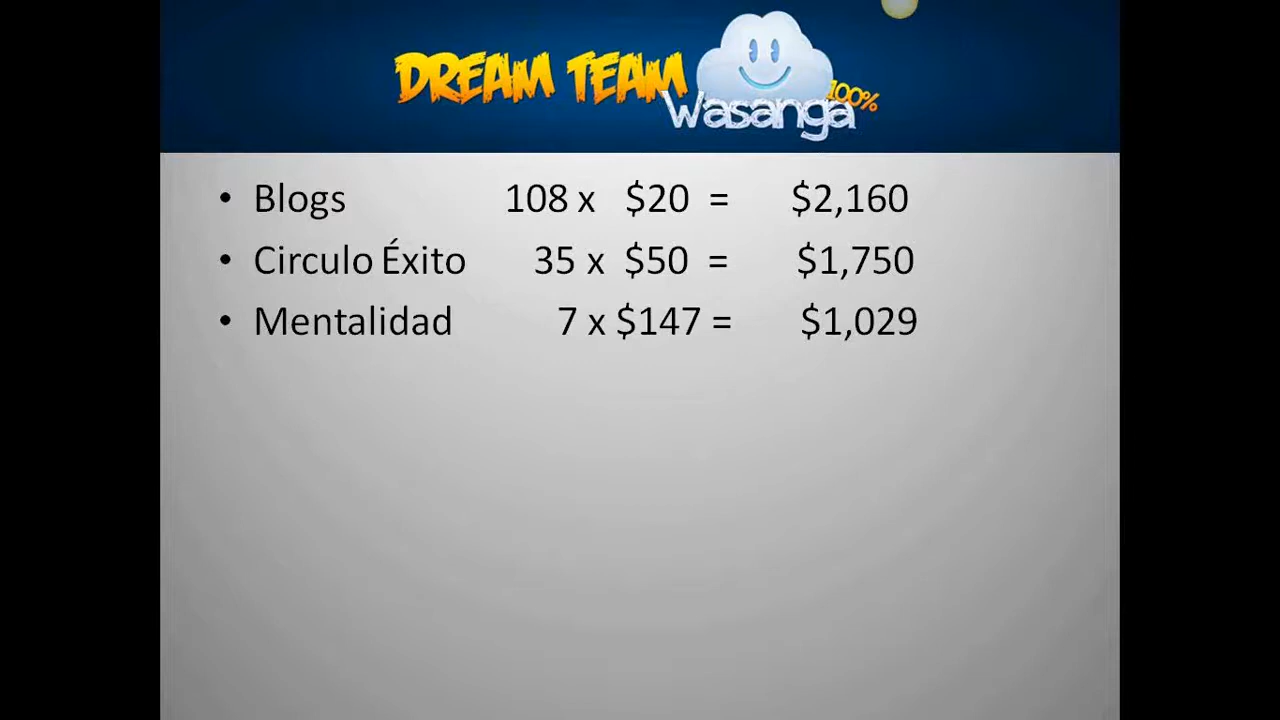 DREAM TEAM
Wasanga 100%
• Blogs 108 x $20 = $2,160
• Circulo Éxito 35 x $50 = $1,750
• Mentalidad 7 x $147 = $1,029